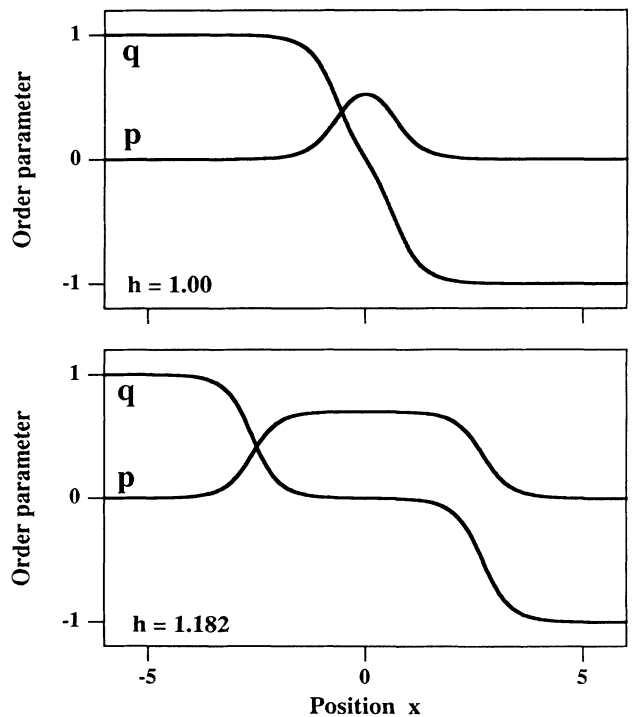 1
q
Order parameter
p
0
-1
h = 1.00
1
q
Order parameter
p
0
-1
h = 1.182
-5
0
5
Position x